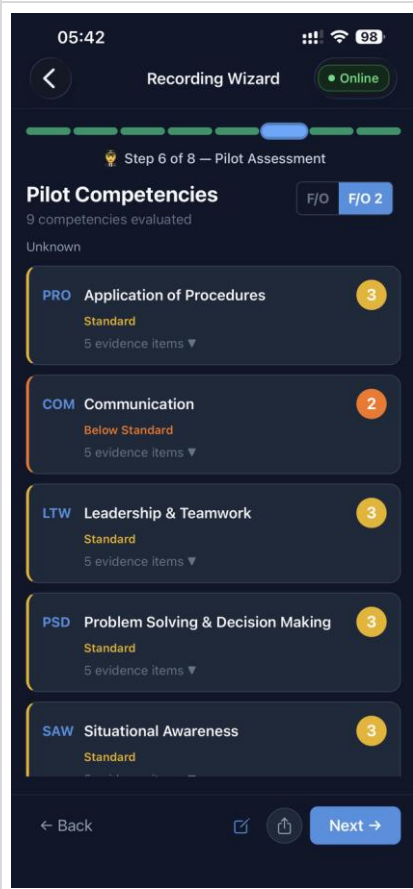 05:42
98
Recording Wizard
Online
Step 6 of 8 — Pilot Assessment
Pilot Competencies
F/O
F/O 2
9 competencies evaluated
Unknown
PRO Application of Procedures 3
Standard
5 evidence items ▼
COM Communication 2
Below Standard
5 evidence items ▼
LTW Leadership & Teamwork 3
Standard
5 evidence items ▼
PSD Problem Solving & Decision Making 3
Standard
5 evidence items ▼
SAW Situational Awareness 3
Standard
← Back
Next →